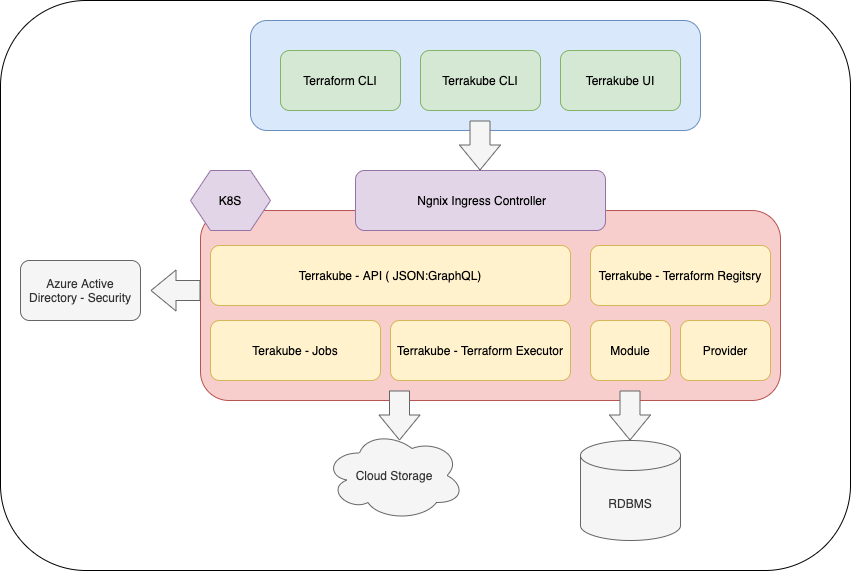 Terraform CLI
Terrakube CLI
Terrakube UI
K8S
Ngnix Ingress Controller
Terrakube - API ( JSON:GraphQL)
Terrakube - Terraform Regitsry
Azure Active
Directory - Security
Terakube - Jobs
Terrakube - Terraform Executor
Module
Provider
Cloud Storage
RDBMS